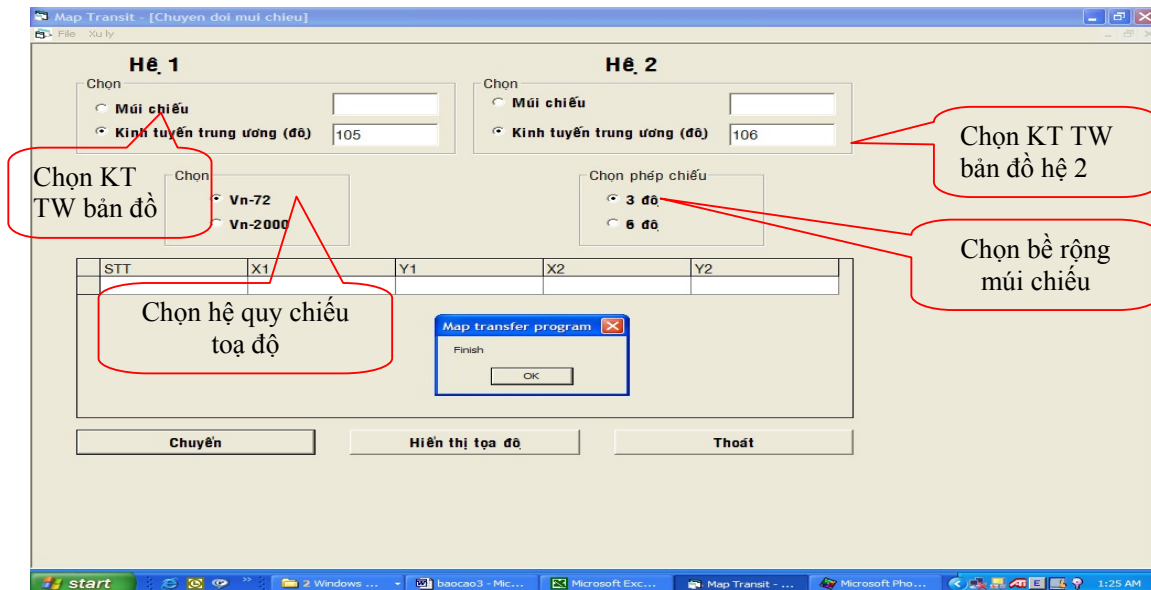 Map Transit - [Chuyen doi mui chieu]
File Xu ly
Hệ 1
Hệ 2
Chọn
Múi chiếu
Kinh tuyến trung ương (độ) 105
Chọn
Múi chiếu
Kinh tuyến trung ương (độ) 106
Chọn KT TW
bản đồ hệ 2
Chọn KT
TW bản đồ
Chọn
Vn-72
Vn-2000
Chọn phép chiếu
3 độ
6 độ
Chọn bề rộng
múi chiếu
STT X1 Y1 X2 Y2
Chọn hệ quy chiếu
toạ độ
Map transfer program
Finish
OK
Chuyển Hiển thị tọa độ Thoát
start 2 Windows ... baocao3 - Mic... Microsoft Exc... Map Transit - ... Microsoft Pho... 1:25 AM